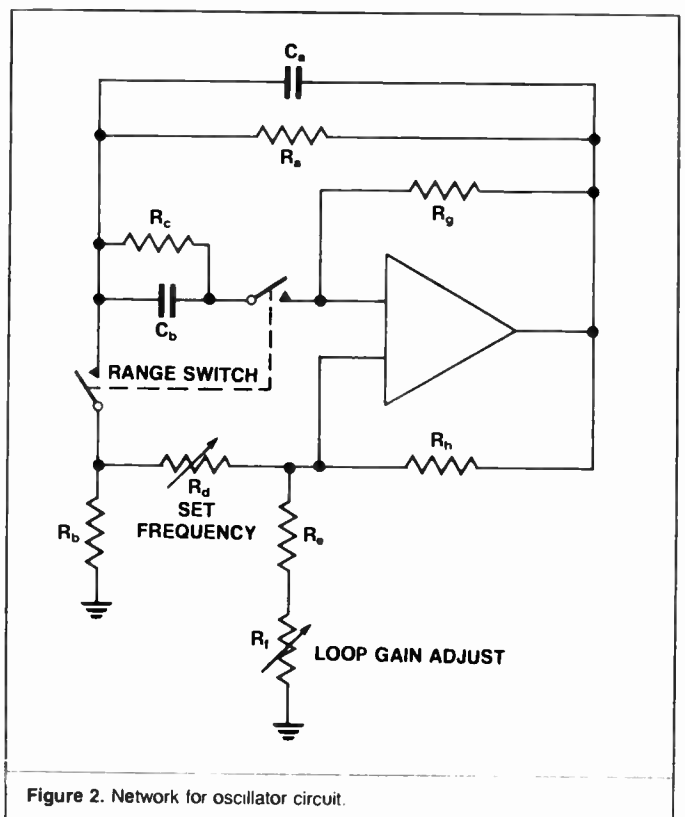 Ca
Ra
Rc
Rg
Cb
RANGE SWITCH
Rh
Rd
SET
FREQUENCY
Rb
Re
Rf
LOOP GAIN ADJUST
Figure 2. Network for oscillator circuit.